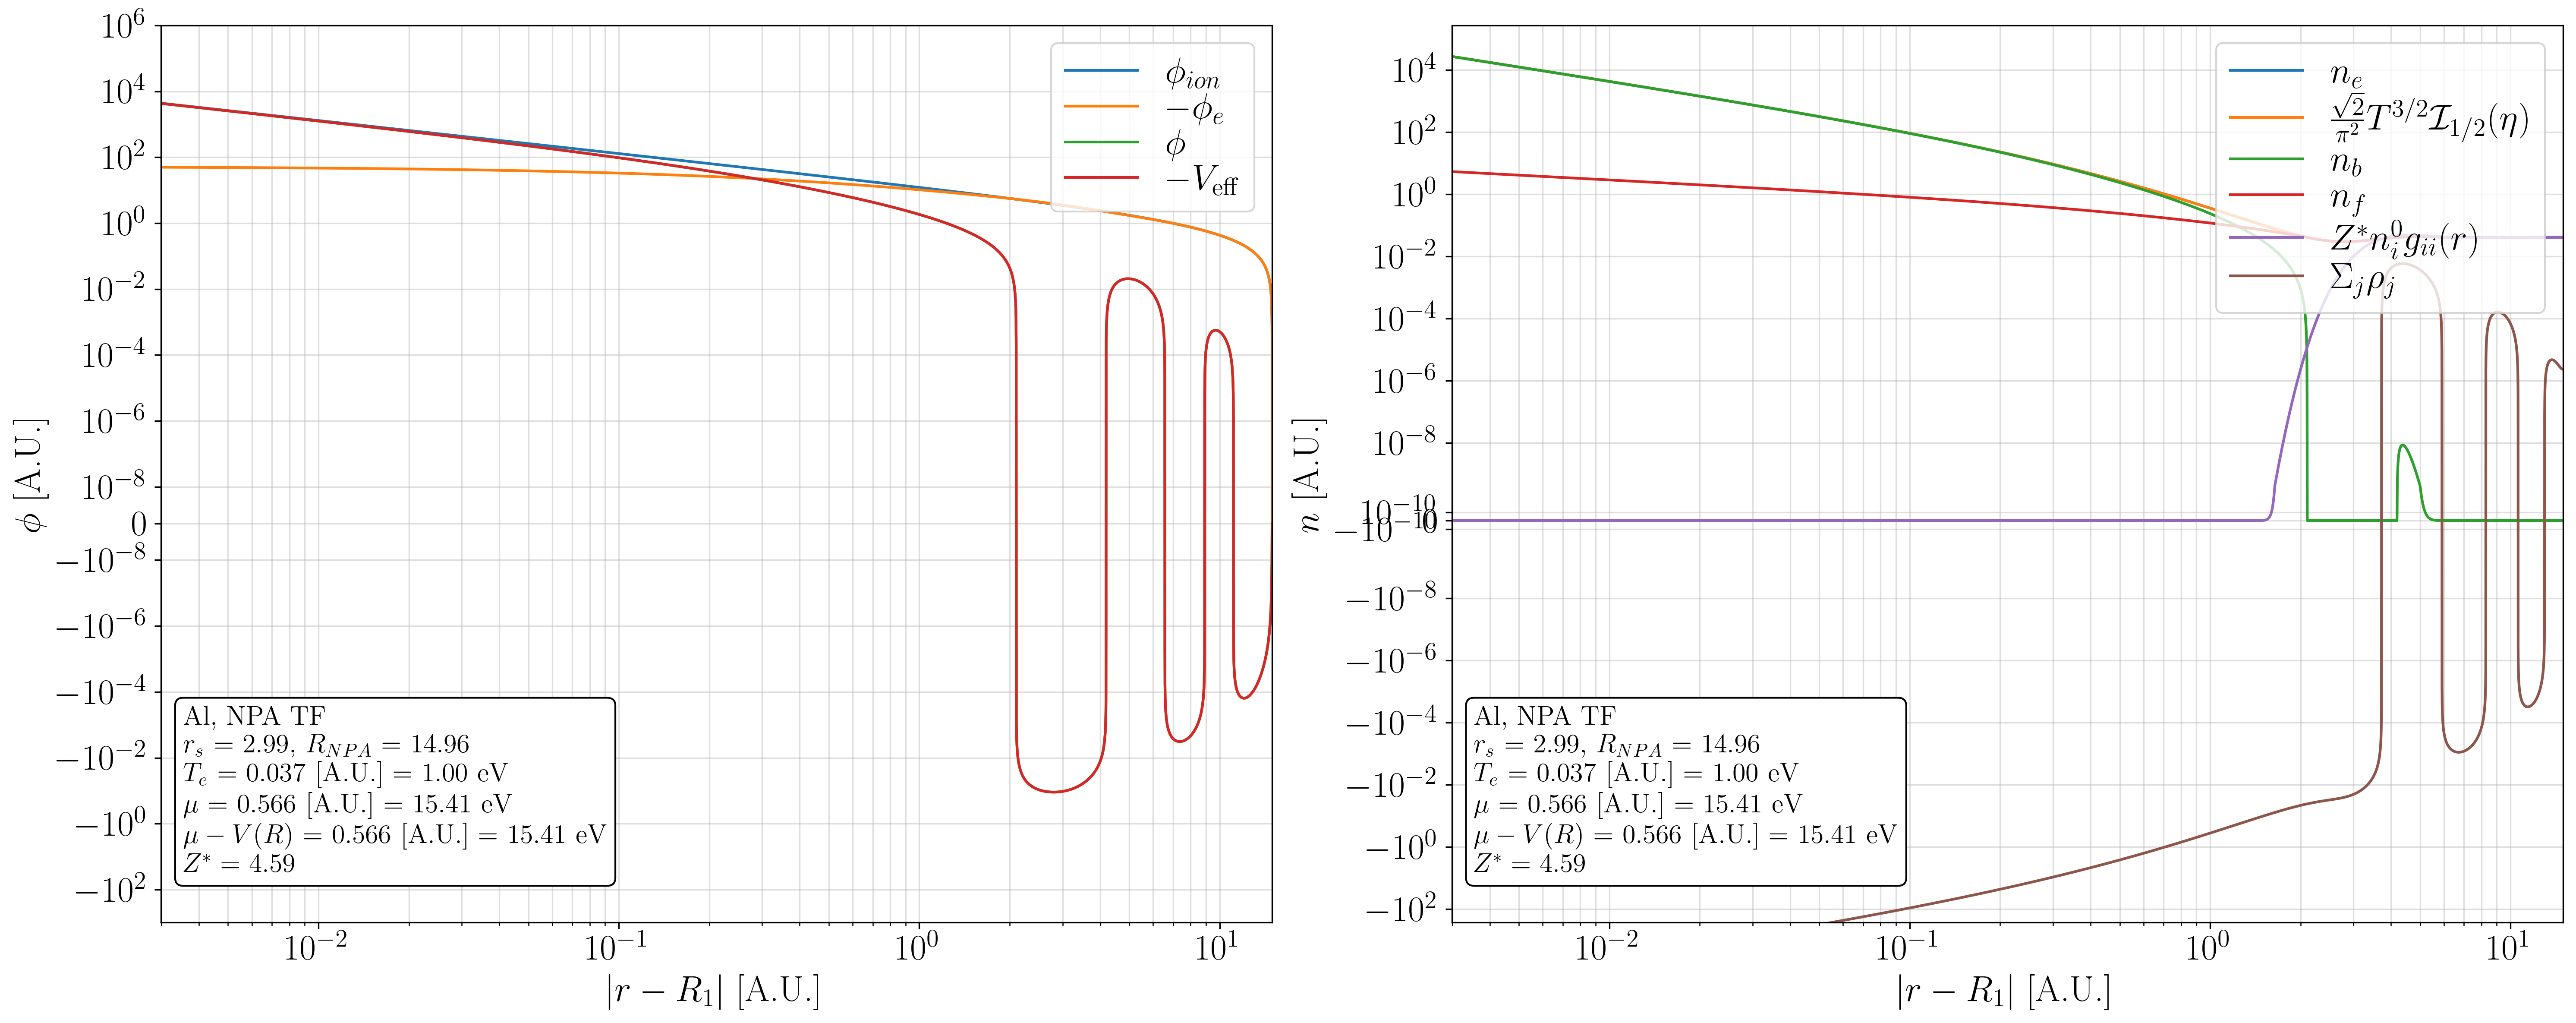 10^6
10^4
10^2
10^0
10^−2
10^−4
10^−6
10^−8
0
−10^−8
−10^−6
−10^−4
−10^−2
−10^0
−10^2
ϕ [A.U.]
ϕ_ion
−ϕ_e
ϕ
−V_eff
Al, NPA TF
r_s = 2.99, R_NPA = 14.96
T_e = 0.037 [A.U.] = 1.00 eV
μ = 0.566 [A.U.] = 15.41 eV
μ − V(R) = 0.566 [A.U.] = 15.41 eV
Z* = 4.59
10^−2 10^−1 10^0 10^1
|r − R_1| [A.U.]
10^4
10^2
10^0
10^−2
10^−4
10^−6
10^−8
10^−10
0
−10^−10
−10^−8
−10^−6
−10^−4
−10^−2
−10^0
−10^2
n [A.U.]
n_e
√2/π^2 T^3/2 ℐ_1/2(η)
n_b
n_f
Z* n_i^0 g_ii(r)
Σ_j ρ_j
Al, NPA TF
r_s = 2.99, R_NPA = 14.96
T_e = 0.037 [A.U.] = 1.00 eV
μ = 0.566 [A.U.] = 15.41 eV
μ − V(R) = 0.566 [A.U.] = 15.41 eV
Z* = 4.59
10^−2 10^−1 10^0 10^1
|r − R_1| [A.U.]